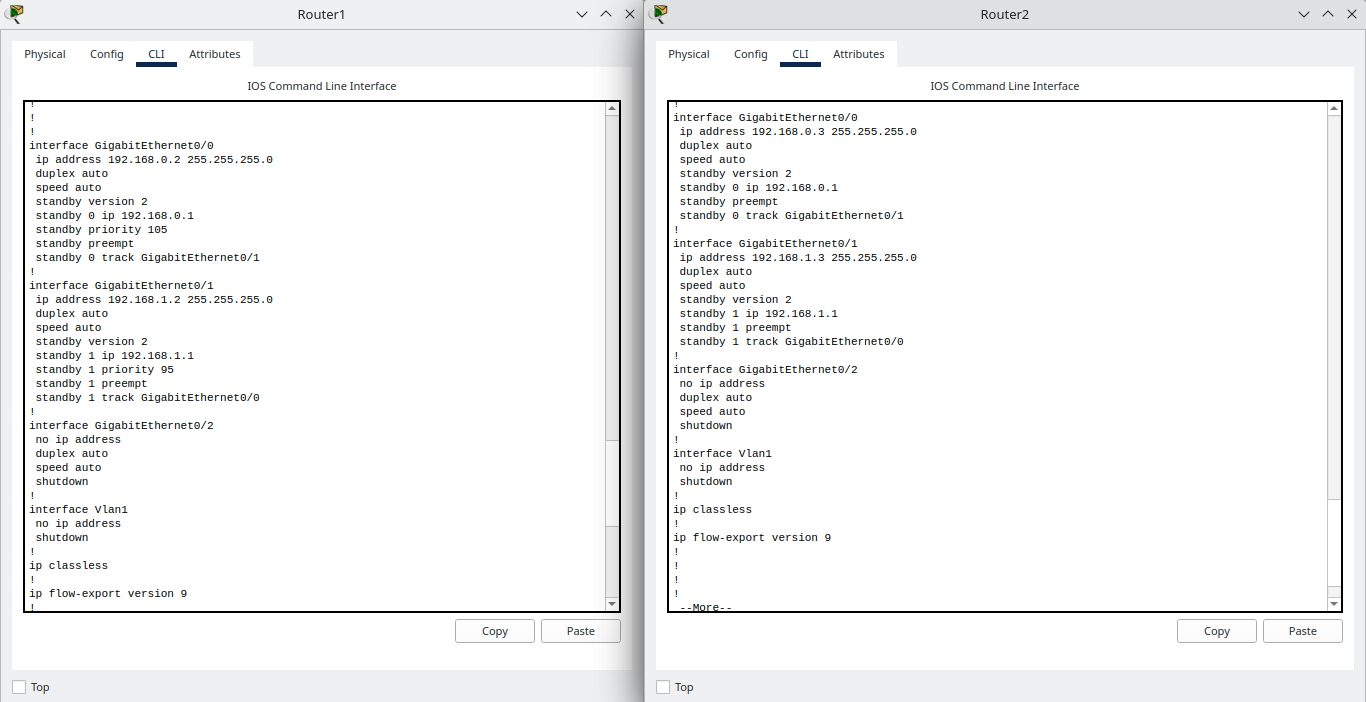 Router1
Physical Config CLI Attributes
IOS Command Line Interface
!
!
!
interface GigabitEthernet0/0
 ip address 192.168.0.2 255.255.255.0
 duplex auto
 speed auto
 standby version 2
 standby 0 ip 192.168.0.1
 standby priority 105
 standby preempt
 standby 0 track GigabitEthernet0/1
!
interface GigabitEthernet0/1
 ip address 192.168.1.2 255.255.255.0
 duplex auto
 speed auto
 standby version 2
 standby 1 ip 192.168.1.1
 standby 1 priority 95
 standby 1 preempt
 standby 1 track GigabitEthernet0/0
!
interface GigabitEthernet0/2
 no ip address
 duplex auto
 speed auto
 shutdown
!
interface Vlan1
 no ip address
 shutdown
!
ip classless
!
ip flow-export version 9
!
Copy Paste
Top
Router2
Physical Config CLI Attributes
IOS Command Line Interface
!
interface GigabitEthernet0/0
 ip address 192.168.0.3 255.255.255.0
 duplex auto
 speed auto
 standby version 2
 standby 0 ip 192.168.0.1
 standby preempt
 standby 0 track GigabitEthernet0/1
!
interface GigabitEthernet0/1
 ip address 192.168.1.3 255.255.255.0
 duplex auto
 speed auto
 standby version 2
 standby 1 ip 192.168.1.1
 standby 1 preempt
 standby 1 track GigabitEthernet0/0
!
interface GigabitEthernet0/2
 no ip address
 duplex auto
 speed auto
 shutdown
!
interface Vlan1
 no ip address
 shutdown
!
ip classless
!
ip flow-export version 9
!
!
!
!
 --More--
Copy Paste
Top